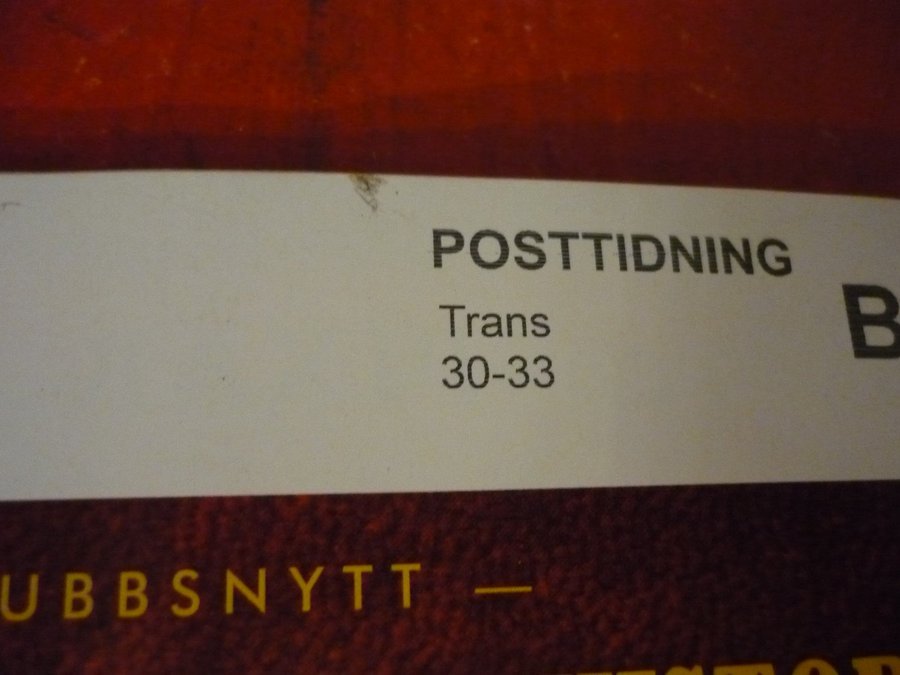 POSTTIDNING
B
Trans
30-33
UBBSNYTT —